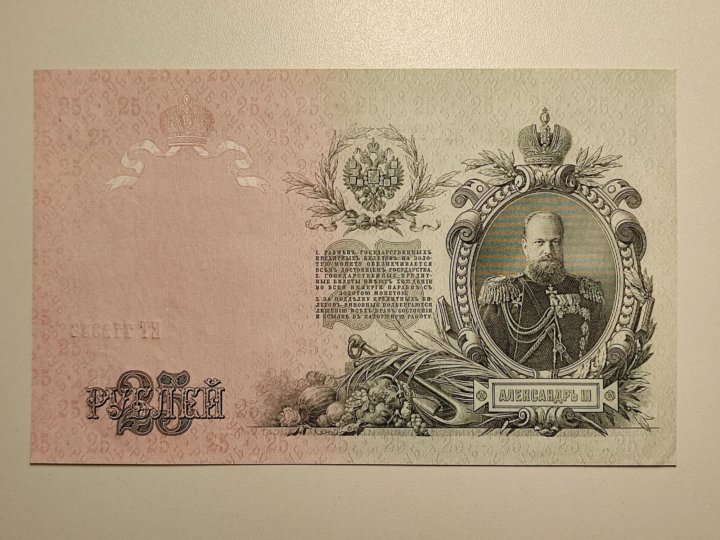 1. РАЗМѢНЪ ГОСУДАРСТВЕННЫХЪ
КРЕДИТНЫХЪ БИЛЕТОВЪ НА ЗОЛО-
ТУЮ МОНЕТУ ОБЕЗПЕЧИВАЕТСЯ
ВСѢМЪ ДОСТОЯНІЕМЪ ГОСУДАРСТВА.
2. ГОСУДАРСТВЕННЫЕ КРЕДИТ-
НЫЕ БИЛЕТЫ ИМѢЮТЪ ХОЖДЕНІЕ
ВО ВСЕЙ ИМПЕРІИ НАРАВНѢ СЪ
ЗОЛОТОЮ МОНЕТОЮ.
3. ЗА ПОДДѢЛКУ КРЕДИТНЫХЪ БИ-
ЛЕТОВЪ ВИНОВНЫЕ ПОДВЕРГАЮТСЯ
ЛИШЕНІЮ ВСѢХЪ ПРАВЪ СОСТОЯНІЯ
И ССЫЛКѢ ВЪ КАТОРЖНУЮ РАБОТУ.
25
РУБЛЕЙ
АЛЕКСАНДРЪ III